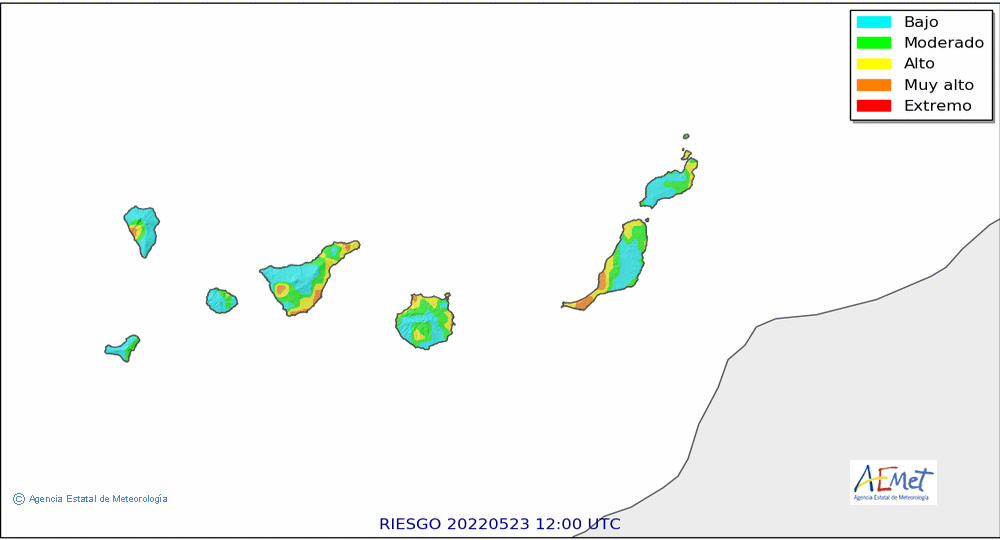 Bajo
Moderado
Alto
Muy alto
Extremo
AEMet
Agencia Estatal de Meteorología
© Agencia Estatal de Meteorología
RIESGO 20220523 12:00 UTC